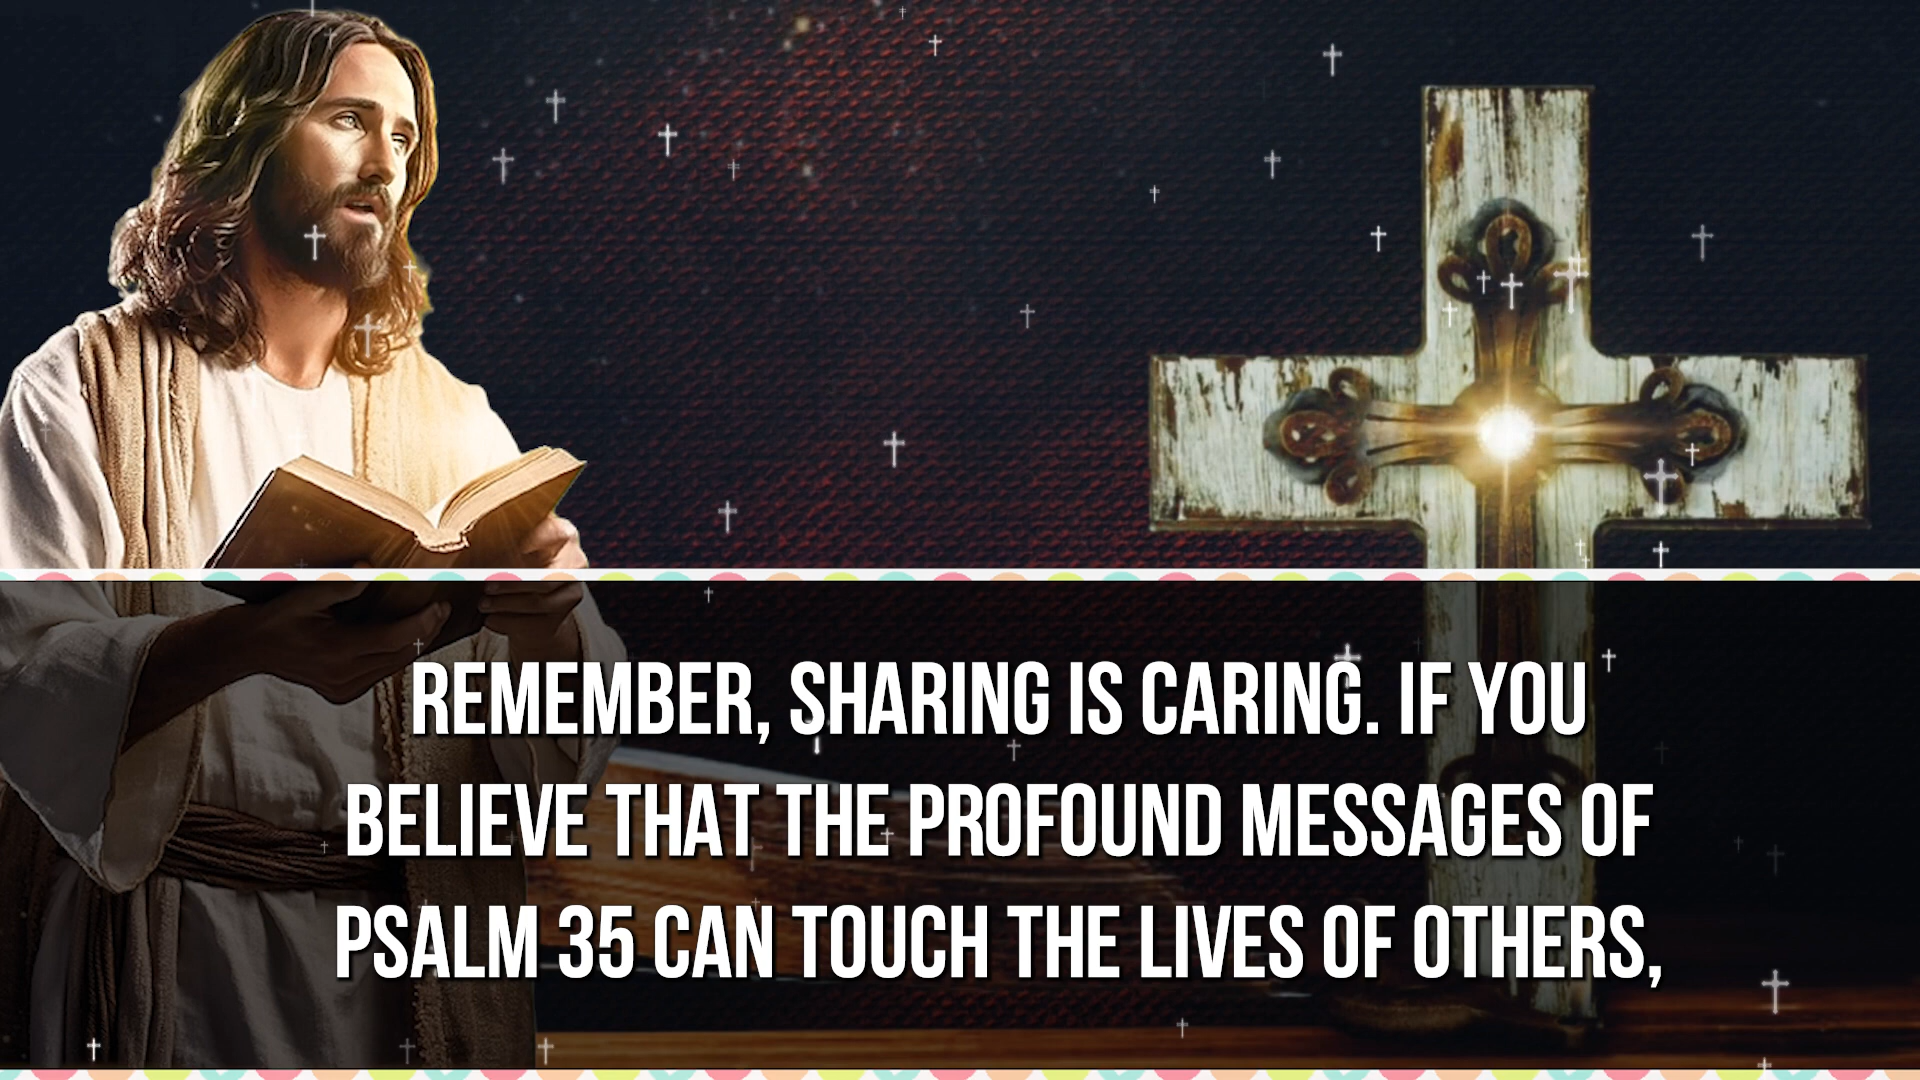 REMEMBER, SHARING IS CARING. IF YOU
BELIEVE THAT THE PROFOUND MESSAGES OF
PSALM 35 CAN TOUCH THE LIVES OF OTHERS,